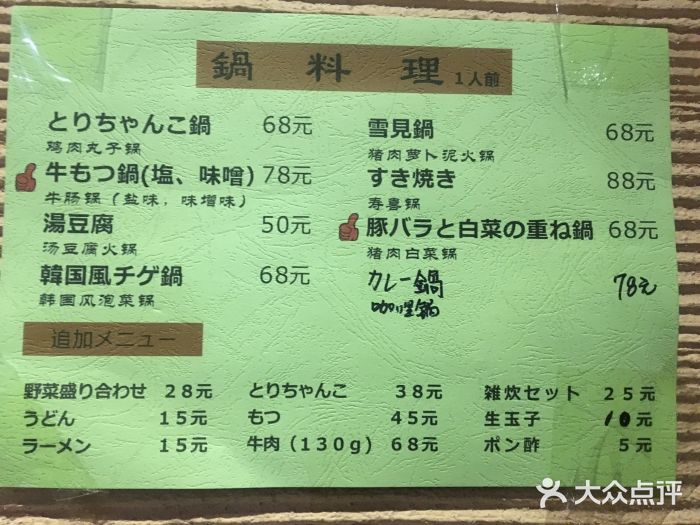 鍋 料 理 1人前
とりちゃんこ鍋 68元
鸡肉丸子锅
牛もつ鍋(塩、味噌) 78元
牛肠锅（盐味，味增味）
湯豆腐 50元
汤豆腐火锅
韓国風チゲ鍋 68元
韩国风泡菜锅
雪見鍋 68元
猪肉萝卜泥火锅
すき焼き 88元
寿喜锅
豚バラと白菜の重ね鍋 68元
猪肉白菜锅
カレー鍋 78元
咖哩锅
追加メニュー
野菜盛り合わせ 28元 とりちゃんこ 38元 雑炊セット 25元
うどん 15元 もつ 45元 生玉子 10元
ラーメン 15元 牛肉（130g）68元 ポン酢 5元
大众点评